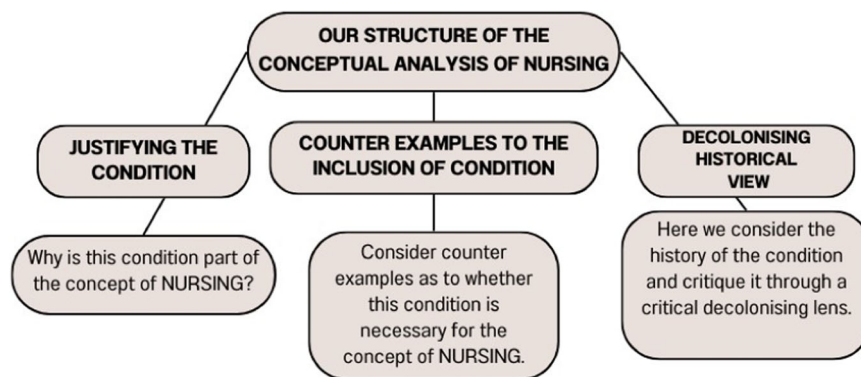 OUR STRUCTURE OF THE
CONCEPTUAL ANALYSIS OF NURSING
JUSTIFYING THE
CONDITION
COUNTER EXAMPLES TO THE
INCLUSION OF CONDITION
DECOLONISING
HISTORICAL
VIEW
Why is this condition part of
the concept of NURSING?
Consider counter
examples as to whether
this condition is
necessary for the
concept of NURSING.
Here we consider the
history of the condition
and critique it through a
critical decolonising lens.